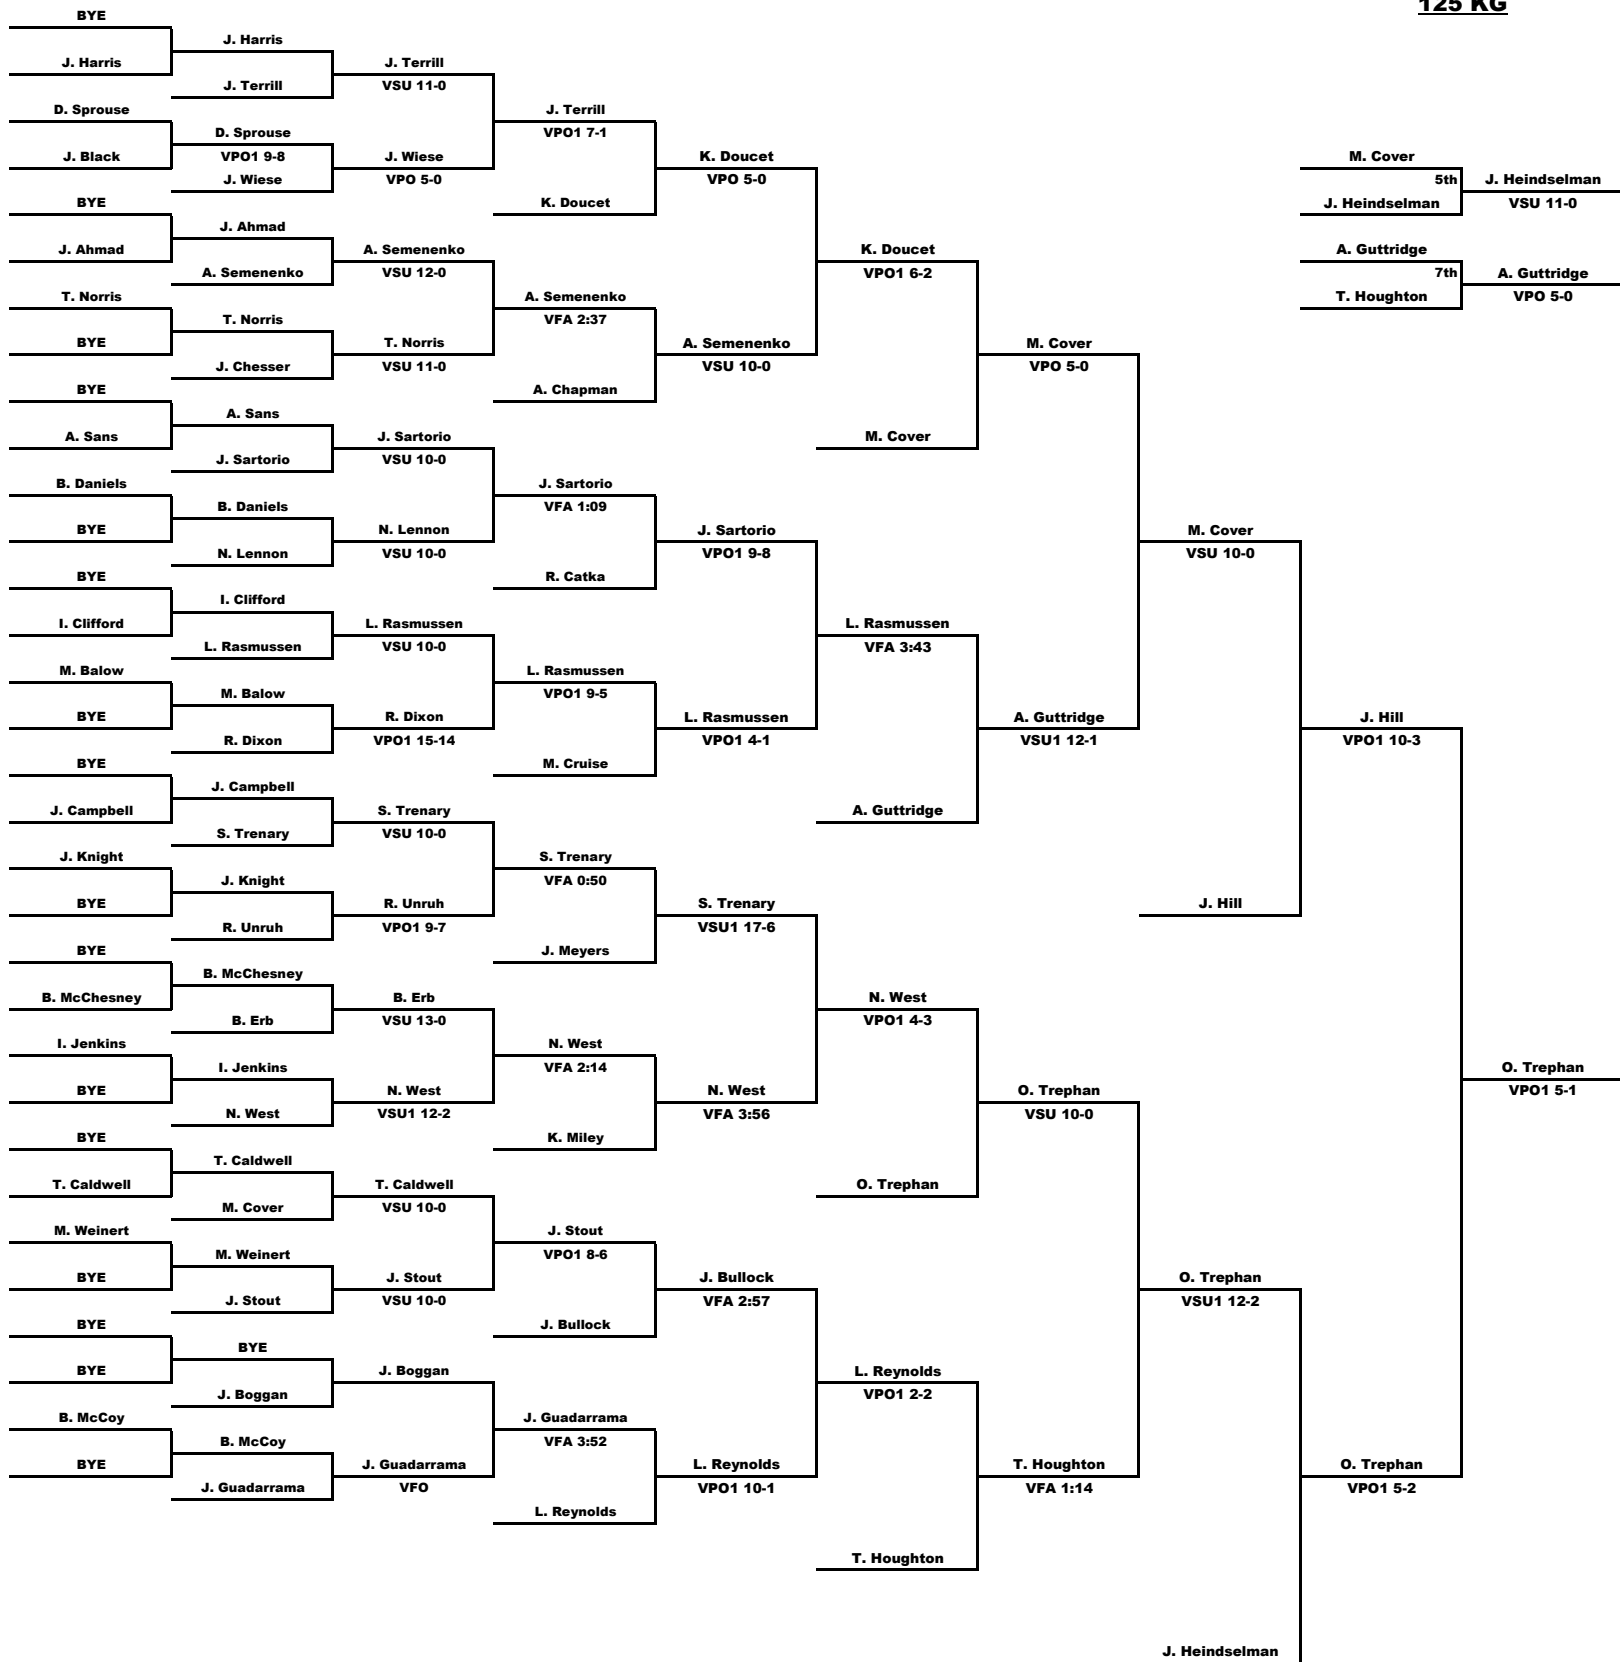 125 KG
BYE
J. Harris
D. Sprouse
J. Black
BYE
J. Ahmad
T. Norris
BYE
BYE
A. Sans
B. Daniels
BYE
BYE
I. Clifford
M. Balow
BYE
BYE
J. Campbell
J. Knight
BYE
BYE
B. McChesney
I. Jenkins
BYE
BYE
T. Caldwell
M. Weinert
BYE
BYE
BYE
B. McCoy
BYE
J. Harris
J. Terrill
D. Sprouse
VPO1 9-8
J. Wiese
J. Ahmad
A. Semenenko
T. Norris
J. Chesser
A. Sans
J. Sartorio
B. Daniels
N. Lennon
I. Clifford
L. Rasmussen
M. Balow
R. Dixon
J. Campbell
S. Trenary
J. Knight
R. Unruh
B. McChesney
B. Erb
I. Jenkins
N. West
T. Caldwell
M. Cover
M. Weinert
J. Stout
BYE
J. Boggan
B. McCoy
J. Guadarrama
J. Terrill
VSU 11-0
J. Wiese
VPO 5-0
A. Semenenko
VSU 12-0
T. Norris
VSU 11-0
J. Sartorio
VSU 10-0
N. Lennon
VSU 10-0
L. Rasmussen
VSU 10-0
R. Dixon
VPO1 15-14
S. Trenary
VSU 10-0
R. Unruh
VPO1 9-7
B. Erb
VSU 13-0
N. West
VSU1 12-2
T. Caldwell
VSU 10-0
J. Stout
VSU 10-0
J. Boggan
J. Guadarrama
VFO
J. Terrill
VPO1 7-1
K. Doucet
A. Semenenko
VFA 2:37
A. Chapman
J. Sartorio
VFA 1:09
R. Catka
L. Rasmussen
VPO1 9-5
M. Cruise
S. Trenary
VFA 0:50
J. Meyers
N. West
VFA 2:14
K. Miley
J. Stout
VPO1 8-6
J. Bullock
J. Guadarrama
VFA 3:52
L. Reynolds
K. Doucet
VPO 5-0
A. Semenenko
VSU 10-0
J. Sartorio
VPO1 9-8
L. Rasmussen
VPO1 4-1
S. Trenary
VSU1 17-6
N. West
VFA 3:56
J. Bullock
VFA 2:57
L. Reynolds
VPO1 10-1
K. Doucet
VPO1 6-2
M. Cover
L. Rasmussen
VFA 3:43
A. Guttridge
N. West
VPO1 4-3
O. Trephan
L. Reynolds
VPO1 2-2
T. Houghton
M. Cover
VPO 5-0
A. Guttridge
VSU1 12-1
O. Trephan
VSU 10-0
T. Houghton
VFA 1:14
M. Cover
VSU 10-0
J. Hill
O. Trephan
VSU1 12-2
J. Heindselman
J. Hill
VPO1 10-3
O. Trephan
VPO1 5-2
O. Trephan
VPO1 5-1
M. Cover
5th
J. Heindselman
J. Heindselman
VSU 11-0
A. Guttridge
7th
T. Houghton
A. Guttridge
VPO 5-0